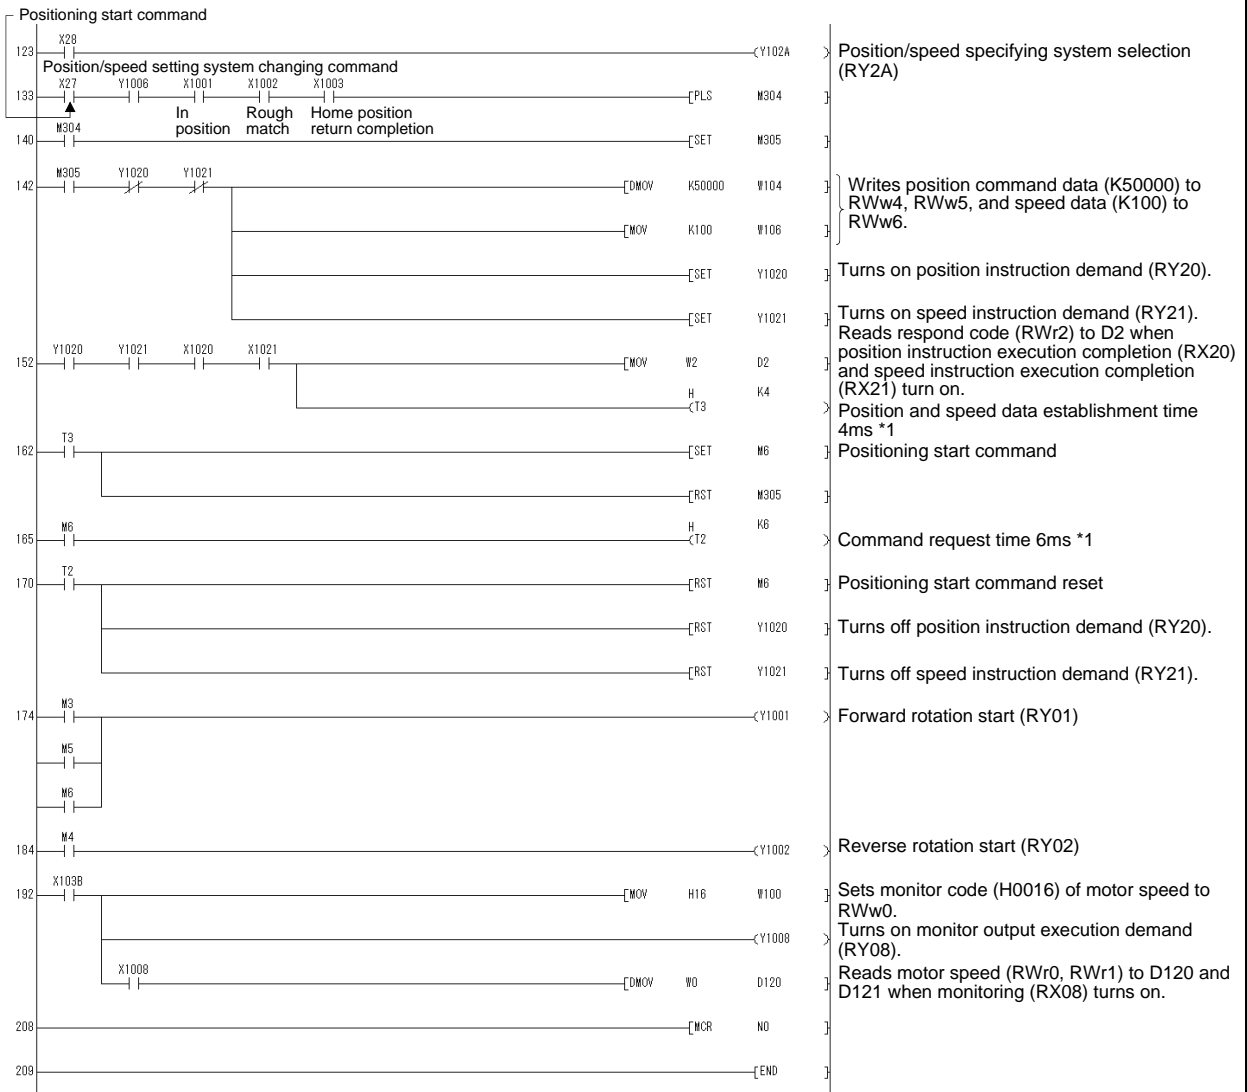 Positioning start command
X28
123 (Y102A ) Position/speed specifying system selection
(RY2A)
Position/speed setting system changing command
X27 Y1006 X1001 X1002 X1003
133 [PLS M304 ]
In Rough Home position
position match return completion
M304
140 [SET M305 ]
M305 Y1020 Y1021
142 [DMOV K50000 W104 ] Writes position command data (K50000) to
RWw4, RWw5, and speed data (K100) to
RWw6.
[MOV K100 W106 ]
[SET Y1020 ] Turns on position instruction demand (RY20).
[SET Y1021 ] Turns on speed instruction demand (RY21).
Reads respond code (RWr2) to D2 when
position instruction execution completion (RX20)
and speed instruction execution completion
(RX21) turn on.
Y1020 Y1021 X1020 X1021
152 [MOV W2 D2 ]
H K4
(T3 ) Position and speed data establishment time
4ms *1
T3
162 [SET M6 ] Positioning start command
[RST M305 ]
M6 H K6
165 (T2 ) Command request time 6ms *1
T2
170 [RST M6 ] Positioning start command reset
[RST Y1020 ] Turns off position instruction demand (RY20).
[RST Y1021 ] Turns off speed instruction demand (RY21).
M3
174 (Y1001 ) Forward rotation start (RY01)
M5
M6
M4
184 (Y1002 ) Reverse rotation start (RY02)
X103B
192 [MOV H16 W100 ] Sets monitor code (H0016) of motor speed to
RWw0.
(Y1008 ) Turns on monitor output execution demand
(RY08).
X1008
[DMOV W0 D120 ] Reads motor speed (RWr0, RWr1) to D120 and
D121 when monitoring (RX08) turns on.
208 [MCR N0 ]
209 [END ]